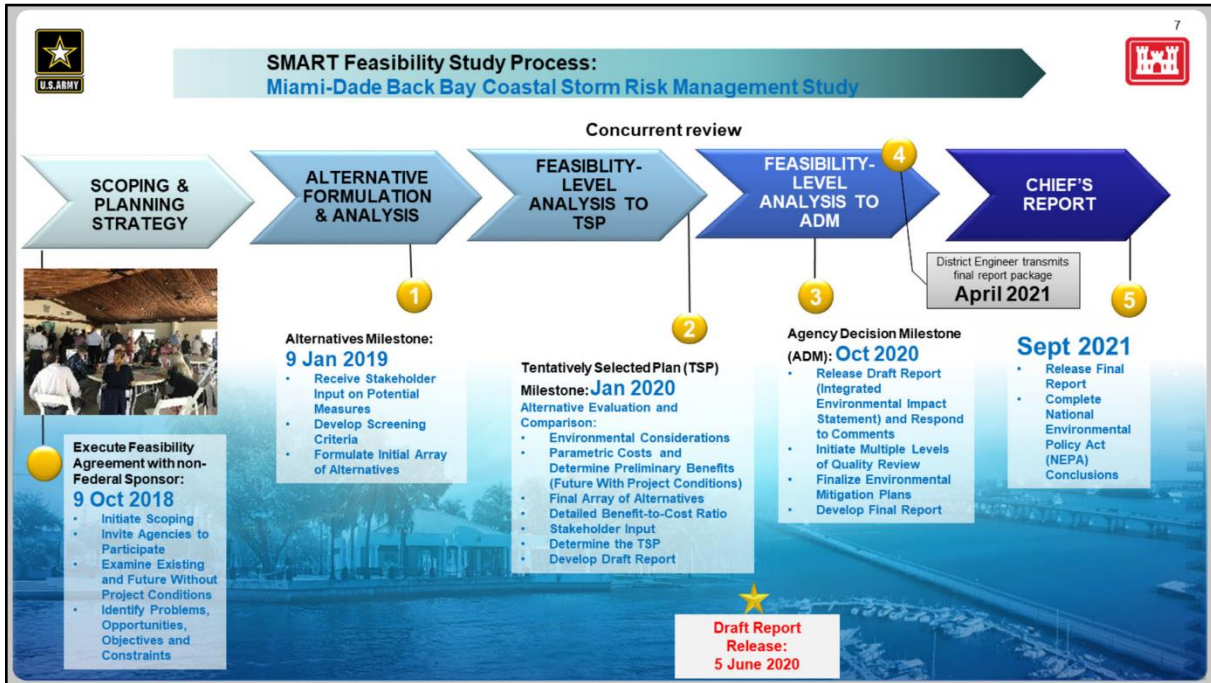 7
U.S.ARMY
SMART Feasibility Study Process:
Miami-Dade Back Bay Coastal Storm Risk Management Study
Concurrent review
SCOPING &
PLANNING
STRATEGY
ALTERNATIVE
FORMULATION
& ANALYSIS
FEASIBLITY-
LEVEL
ANALYSIS TO
TSP
FEASIBILITY-
LEVEL
ANALYSIS TO
ADM
4
CHIEF'S
REPORT
District Engineer transmits
final report package
April 2021
1
2
3
5
Execute Feasibility
Agreement with non-
Federal Sponsor:
9 Oct 2018
• Initiate Scoping
• Invite Agencies to
Participate
• Examine Existing
and Future Without
Project Conditions
• Identify Problems,
Opportunities,
Objectives and
Constraints
Alternatives Milestone:
9 Jan 2019
• Receive Stakeholder
Input on Potential
Measures
• Develop Screening
Criteria
• Formulate Initial Array
of Alternatives
Tentatively Selected Plan (TSP)
Milestone: Jan 2020
Alternative Evaluation and
Comparison:
• Environmental Considerations
• Parametric Costs and
Determine Preliminary Benefits
(Future With Project Conditions)
• Final Array of Alternatives
• Detailed Benefit-to-Cost Ratio
• Stakeholder Input
• Determine the TSP
• Develop Draft Report
Agency Decision Milestone
(ADM): Oct 2020
• Release Draft Report
(Integrated
Environmental Impact
Statement) and Respond
to Comments
• Initiate Multiple Levels
of Quality Review
• Finalize Environmental
Mitigation Plans
• Develop Final Report
Sept 2021
• Release Final
Report
• Complete
National
Environmental
Policy Act
(NEPA)
Conclusions
Draft Report
Release:
5 June 2020